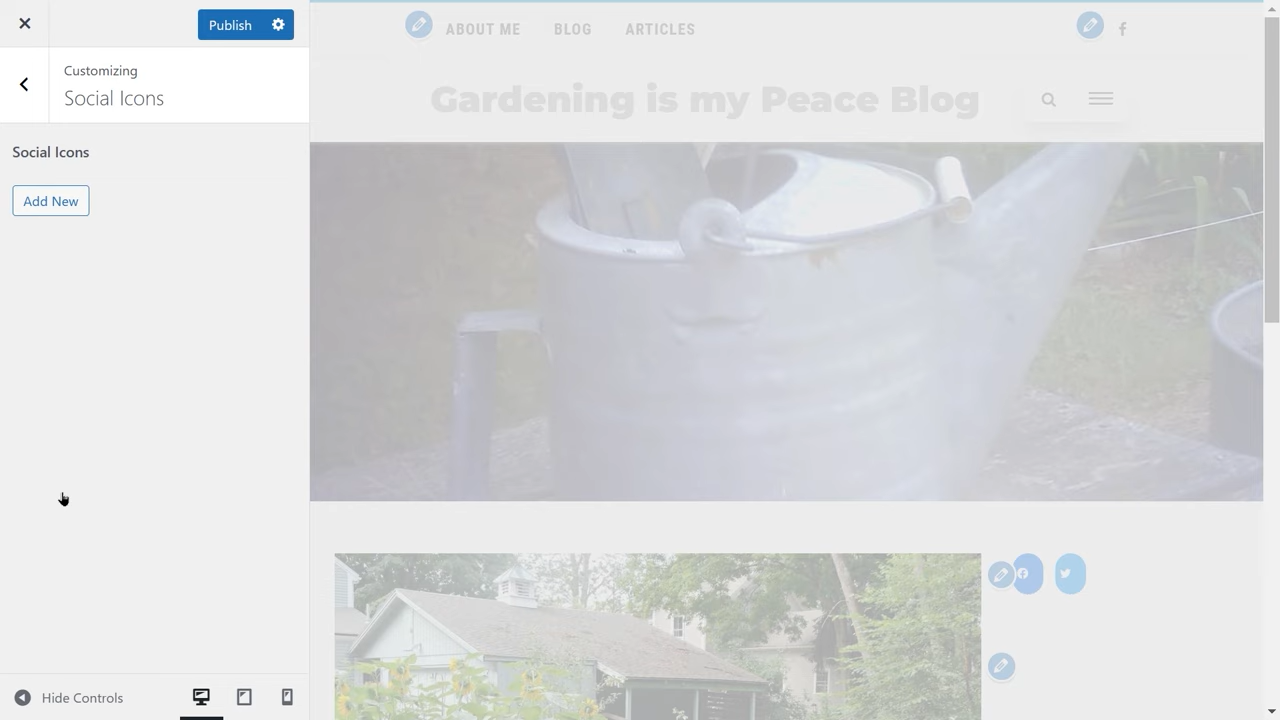 Publish
Customizing
Social Icons
Social Icons
Add New
Hide Controls
ABOUT ME BLOG ARTICLES
Gardening is my Peace Blog